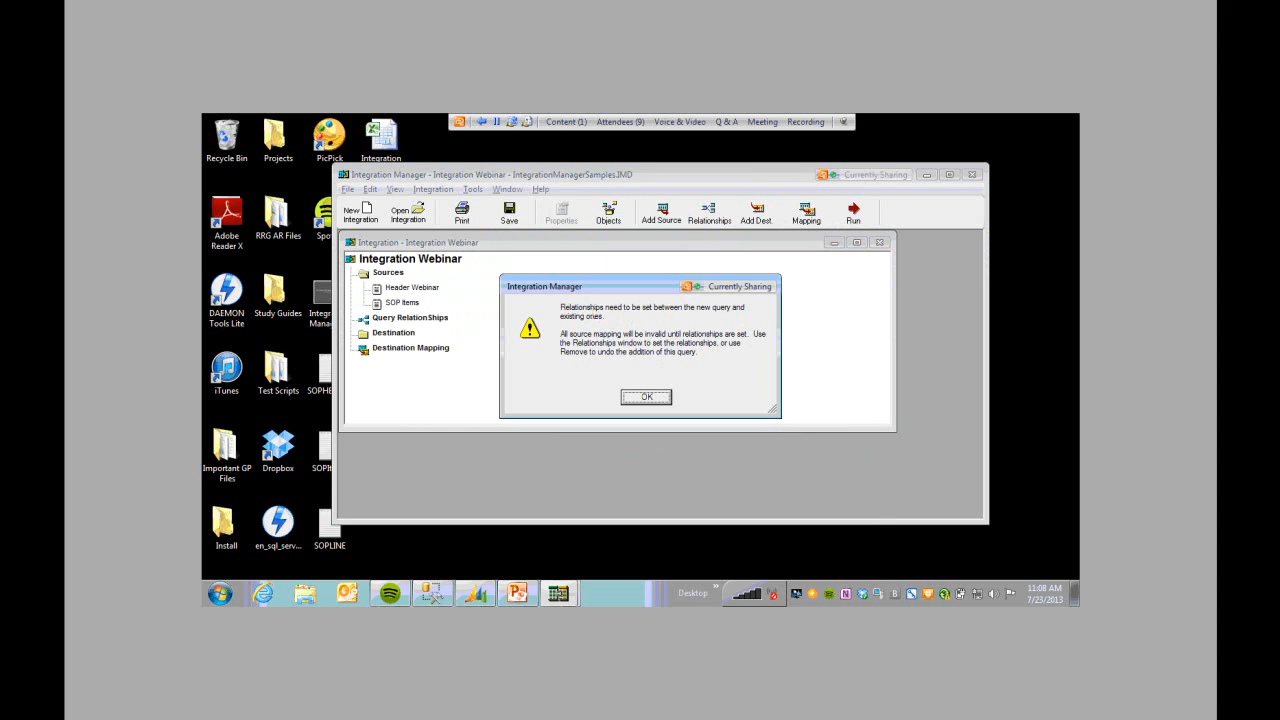 Content (1) Attendees (9) Voice & Video Q & A Meeting Recording
Recycle Bin
Projects
PicPick
Integration
Adobe
Reader X
RRG AR Files
DAEMON
Tools Lite
Study Guides
iTunes
Test Scripts
Important GP
Files
Dropbox
Install
en_sql_serv...
SOPLINE
Integration Manager - Integration Webinar - IntegrationManagerSamples.IMD
Currently Sharing
File Edit View Integration Tools Window Help
New
Integration
Open
Integration
Print
Save
Properties
Objects
Add Source
Relationships
Add Dest.
Mapping
Run
Integration - Integration Webinar
Integration Webinar
Sources
Header Webinar
SOP Items
Query RelationShips
Destination
Destination Mapping
Integration Manager
Currently Sharing
Relationships need to be set between the new query and
existing ones.
All source mapping will be invalid until relationships are set. Use
the Relationships window to set the relationships, or use
Remove to undo the addition of this query.
OK
Desktop
11:08 AM
7/23/2013